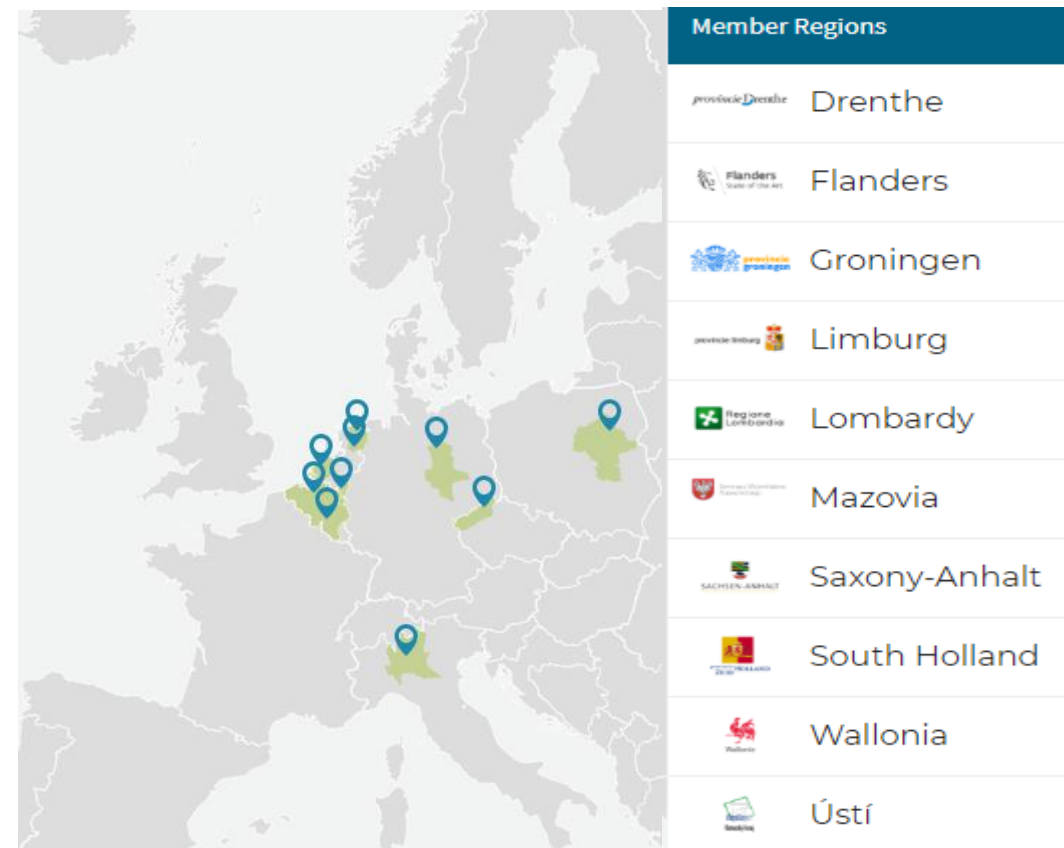 Member Regions
provincie Drenthe
Drenthe
Flanders
State of the Art
Flanders
provincie
groningen
Groningen
provincie limburg
Limburg
Regione
Lombardia
Lombardy
Mazovia
SACHSEN-ANHALT
Saxony-Anhalt
HOLLAND
South Holland
Wallonie
Wallonia
Ústí